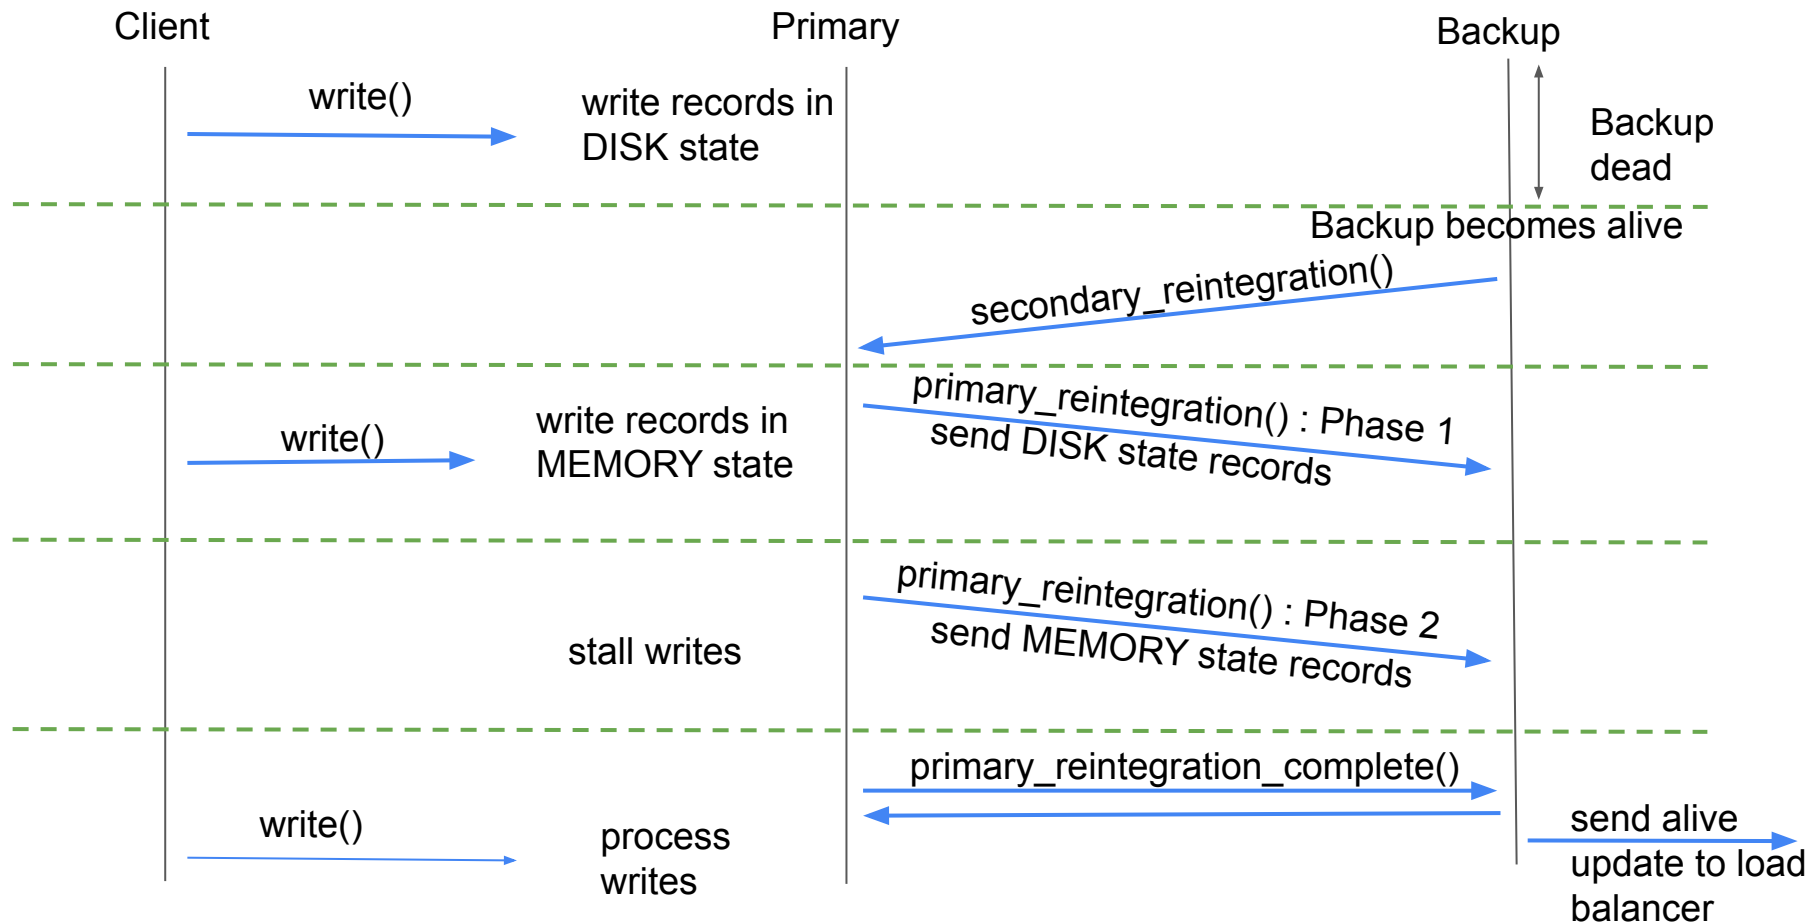 Client
Primary
Backup
write()
write records in
DISK state
Backup
dead
Backup becomes alive
secondary_reintegration()
write()
write records in
MEMORY state
primary_reintegration() : Phase 1
send DISK state records
stall writes
primary_reintegration() : Phase 2
send MEMORY state records
primary_reintegration_complete()
write()
process
writes
send alive
update to load
balancer